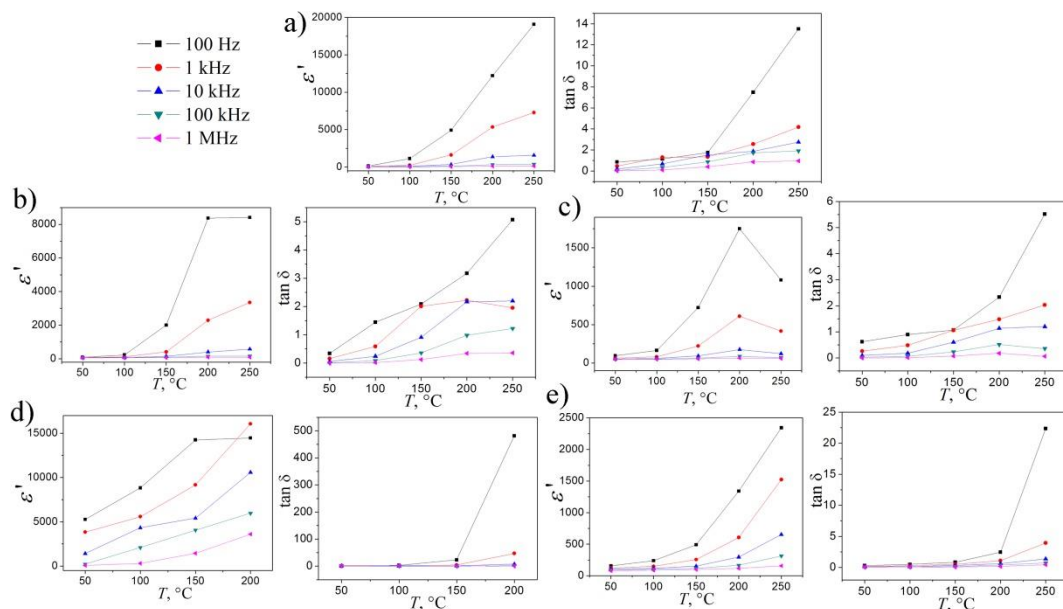 100 Hz
1 kHz
10 kHz
100 kHz
1 MHz
a)
20000
15000
10000
5000
0
ε'
50 100 150 200 250
T, °C
14
12
10
8
6
4
2
0
tan δ
50 100 150 200 250
T, °C
b)
8000
6000
4000
2000
0
ε'
50 100 150 200 250
T, °C
5
4
3
2
1
0
tan δ
50 100 150 200 250
T, °C
c)
1500
1000
500
0
ε'
50 100 150 200 250
T, °C
6
5
4
3
2
1
0
tan δ
50 100 150 200 250
T, °C
d)
15000
10000
5000
0
ε'
50 100 150 200
T, °C
500
400
300
200
100
0
tan δ
50 100 150 200
T, °C
e)
2500
2000
1500
1000
500
0
ε'
50 100 150 200 250
T, °C
25
20
15
10
5
0
tan δ
50 100 150 200 250
T, °C